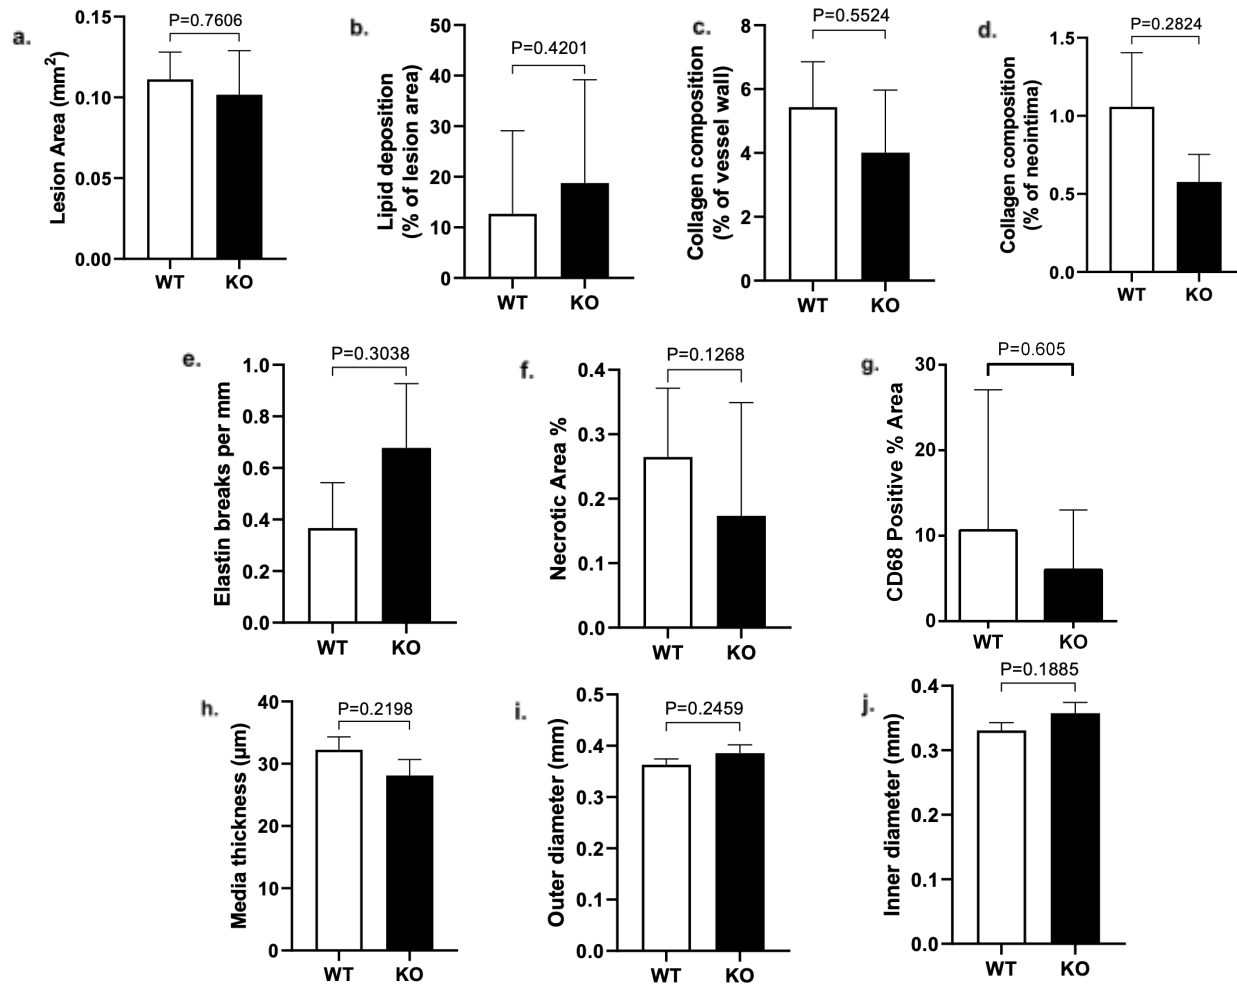 a.
Lesion Area (mm²)
0.15
0.10
0.05
0.00
P=0.7606
WT KO
b.
Lipid deposition
(% of lesion area)
50
40
30
20
10
0
P=0.4201
WT KO
c.
Collagen composition
(% of vessel wall)
8
6
4
2
0
P=0.5524
WT KO
d.
Collagen composition
(% of neointima)
1.5
1.0
0.5
0.0
P=0.2824
WT KO
e.
Elastin breaks per mm
1.0
0.8
0.6
0.4
0.2
0.0
P=0.3038
WT KO
f.
Necrotic Area %
0.4
0.3
0.2
0.1
0.0
P=0.1268
WT KO
g.
CD68 Positive % Area
30
20
10
0
P=0.605
WT KO
h.
Media thickness (μm)
40
30
20
10
0
P=0.2198
WT KO
i.
Outer diameter (mm)
0.5
0.4
0.3
0.2
0.1
0.0
P=0.2459
WT KO
j.
Inner diameter (mm)
0.4
0.3
0.2
0.1
0.0
P=0.1885
WT KO